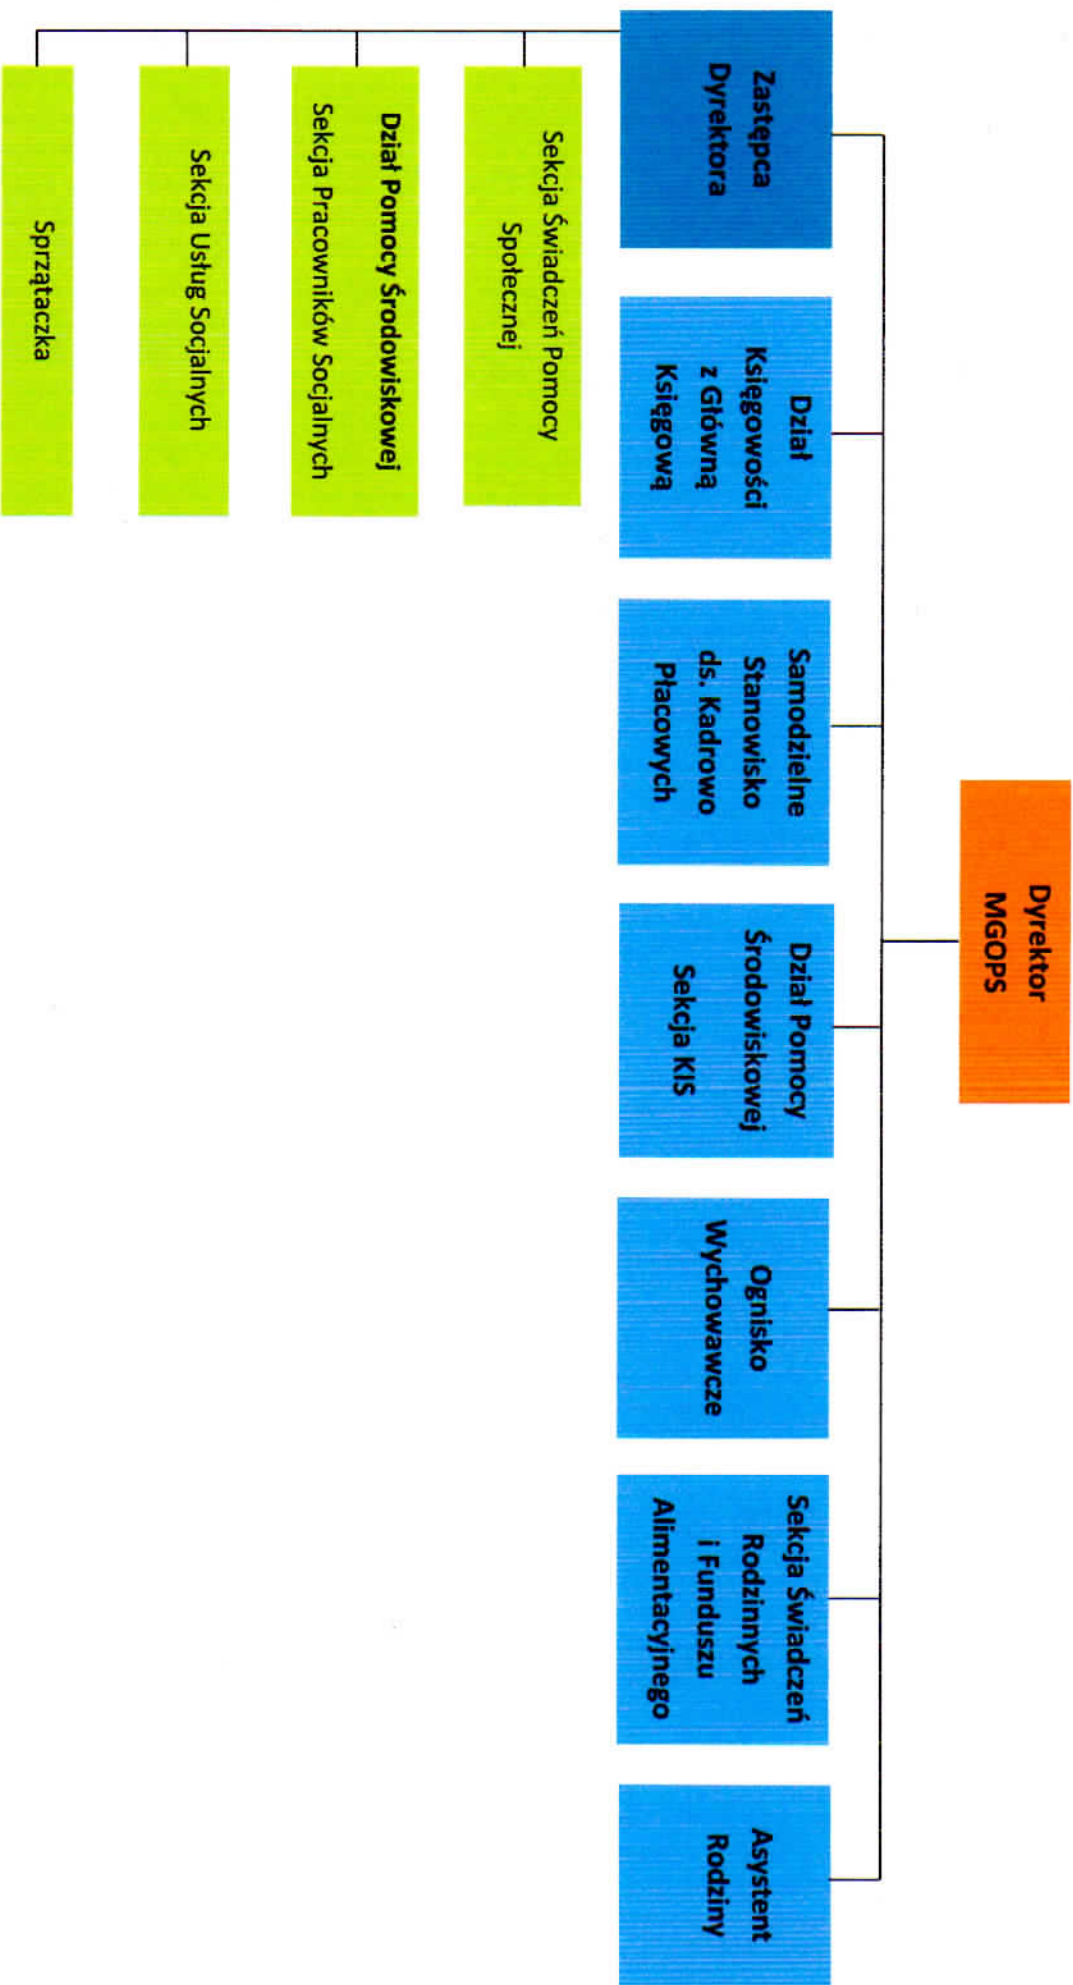 Dyrektor
MGOPS
Zastępca
Dyrektora
Dział
Księgowości
z Główną
Księgową
Samodzielne
Stanowisko
ds. Kadrowo
Płacowych
Dział Pomocy
Środowiskowej
Sekcja KIS
Ognisko
Wychowawcze
Sekcja Świadczeń
Rodzinnych
i Funduszu
Alimentacyjnego
Asystent
Rodziny
Sekcja Świadczeń Pomocy
Społecznej
Dział Pomocy Środowiskowej
Sekcja Pracowników Socjalnych
Sekcja Usług Socjalnych
Sprzątaczka